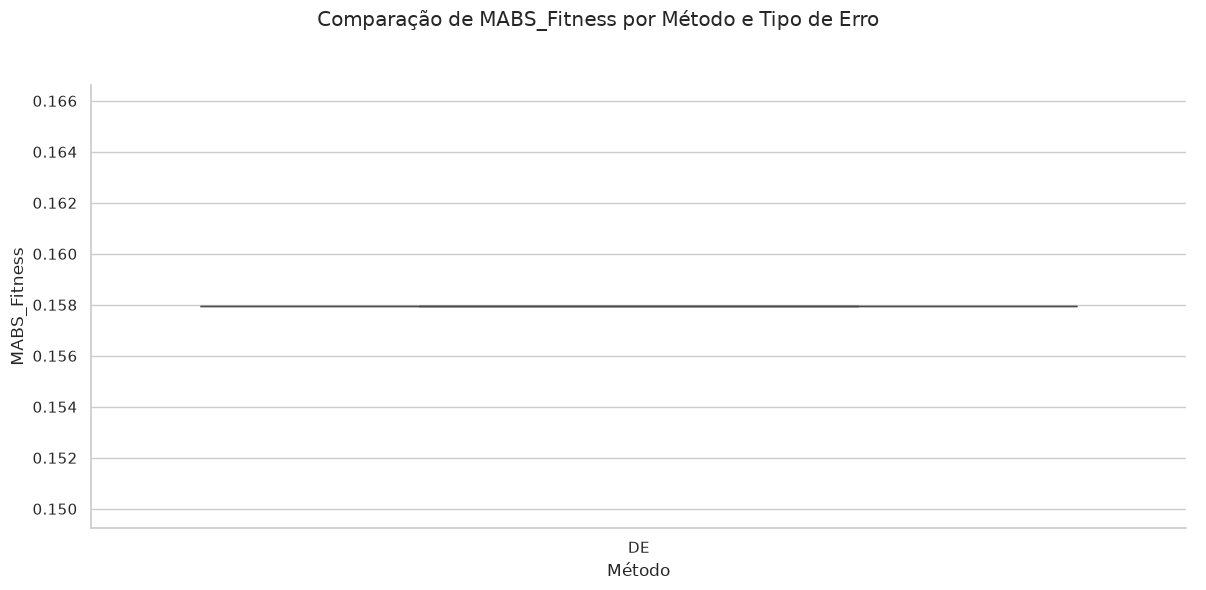 Comparação de MABS_Fitness por Método e Tipo de Erro
0.166
0.164
0.162
0.160
0.158
0.156
0.154
0.152
0.150
MABS_Fitness
DE
Método